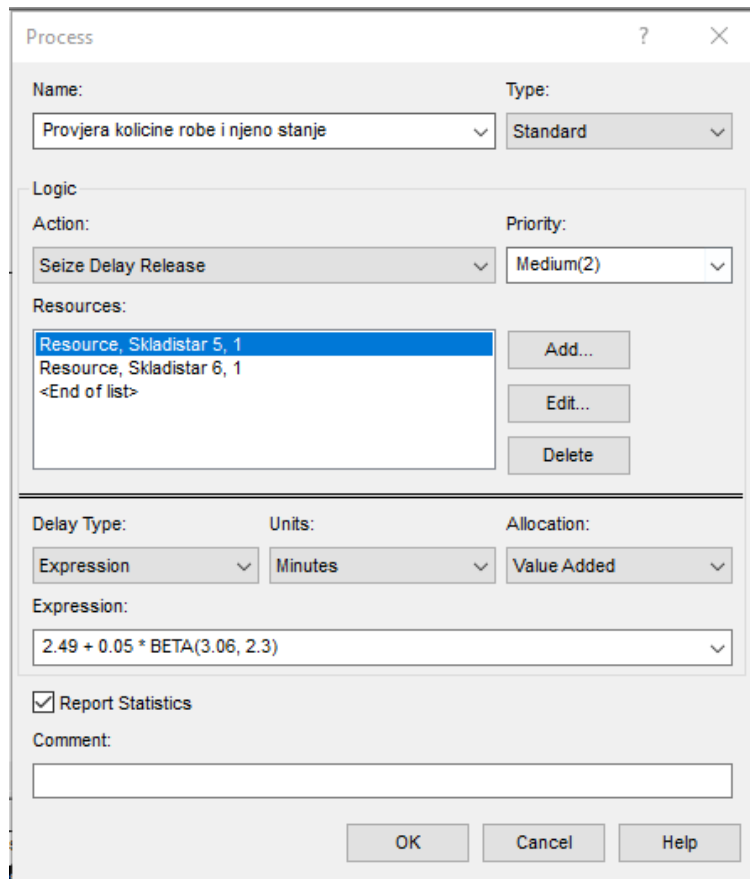 Process ?
Name: Type:
Provjera kolicine robe i njeno stanje Standard
Logic
Action: Priority:
Seize Delay Release Medium(2)
Resources:
Resource, Skladistar 5, 1 Add...
Resource, Skladistar 6, 1
<End of list>
Edit...
Delete
Delay Type: Units: Allocation:
Expression Minutes Value Added
Expression:
2.49 + 0.05 * BETA(3.06, 2.3)
Report Statistics
Comment:
OK Cancel Help